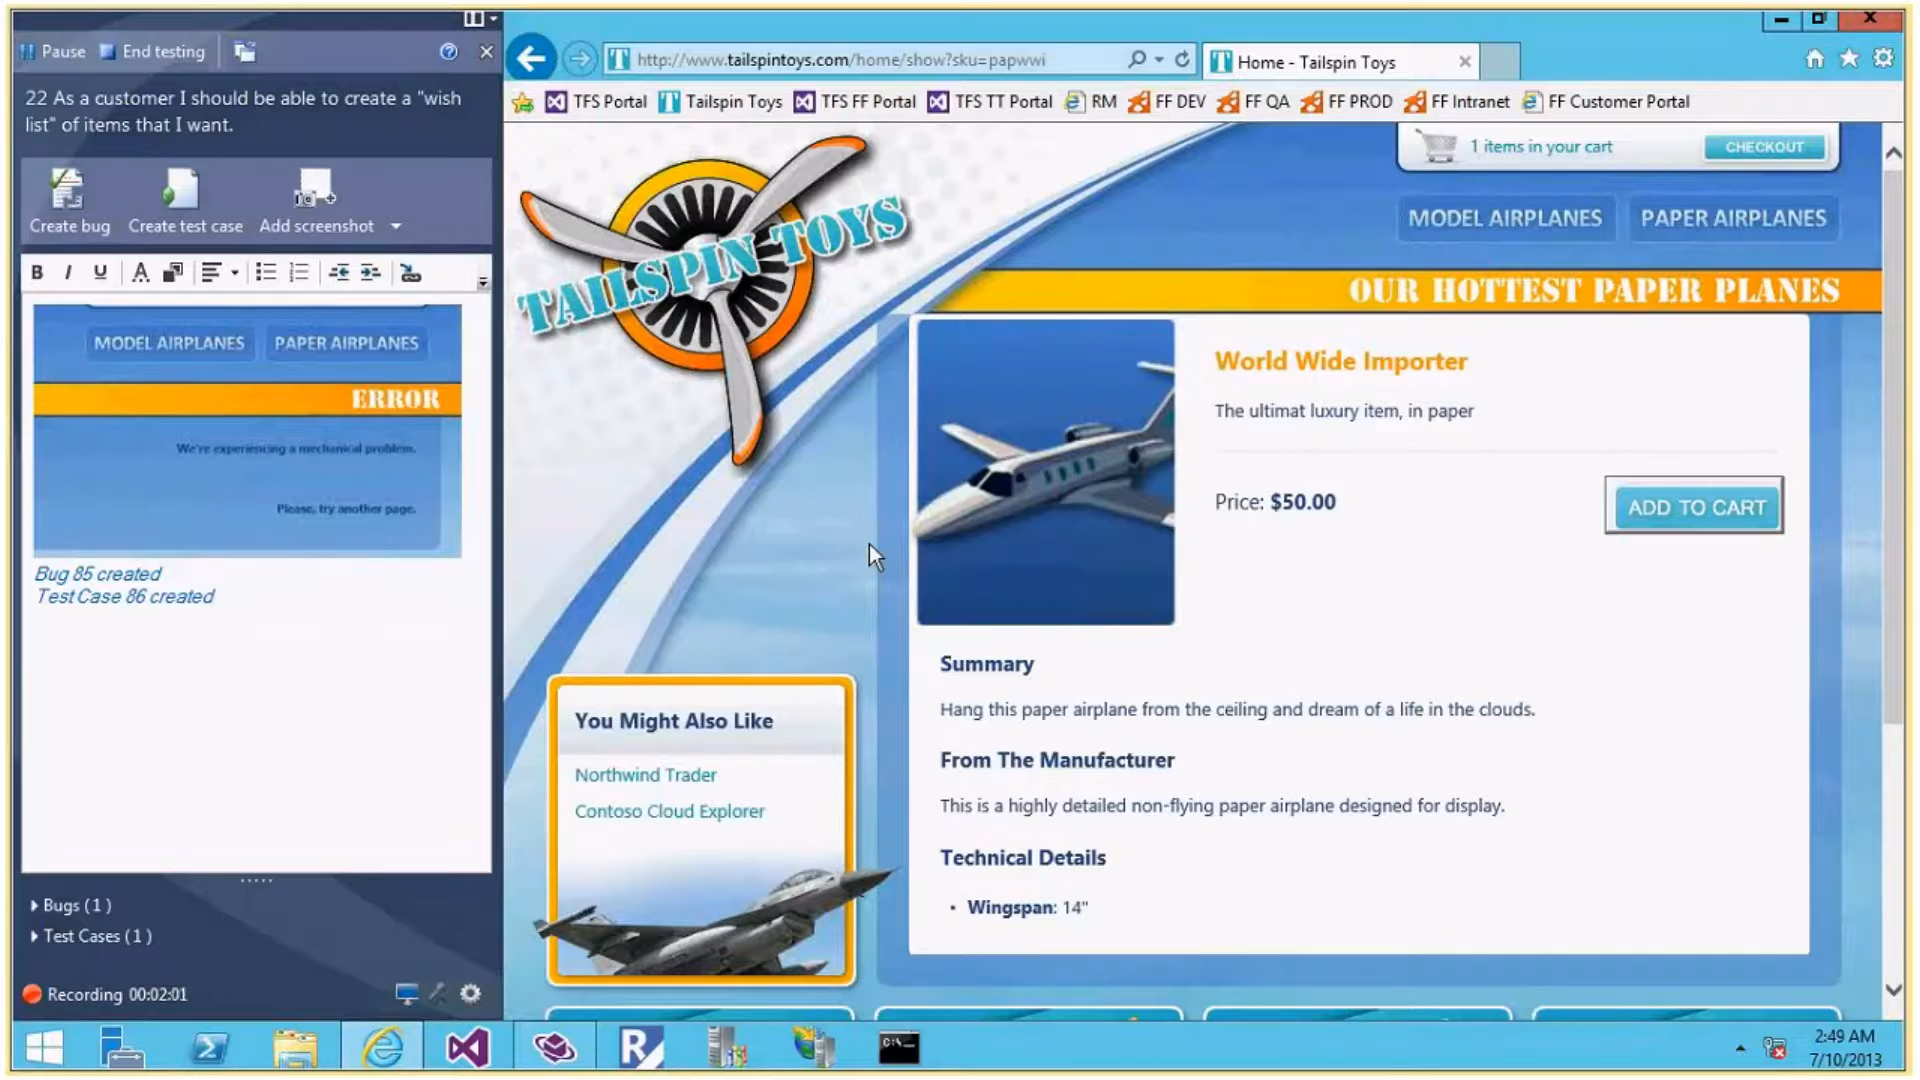 Pause End testing
22 As a customer I should be able to create a "wish
list" of items that I want.
Create bug Create test case Add screenshot
B I U A
MODEL AIRPLANES PAPER AIRPLANES
ERROR
We're experiencing a mechanical problem.
Please, try another page.
Bug 85 created
Test Case 86 created
Bugs ( 1 )
Test Cases ( 1 )
Recording 00:02:01
http://www.tailspintoys.com/home/show?sku=papwwi
T Home - Tailspin Toys
TFS Portal T Tailspin Toys TFS FF Portal TFS TT Portal RM FF DEV FF QA FF PROD FF Intranet FF Customer Portal
1 items in your cart CHECKOUT
TAILSPIN TOYS
MODEL AIRPLANES PAPER AIRPLANES
OUR HOTTEST PAPER PLANES
World Wide Importer
The ultimat luxury item, in paper
Price: $50.00 ADD TO CART
Summary
Hang this paper airplane from the ceiling and dream of a life in the clouds.
From The Manufacturer
This is a highly detailed non-flying paper airplane designed for display.
Technical Details
• Wingspan: 14"
You Might Also Like
Northwind Trader
Contoso Cloud Explorer
R C:\_
2:49 AM
7/10/2013